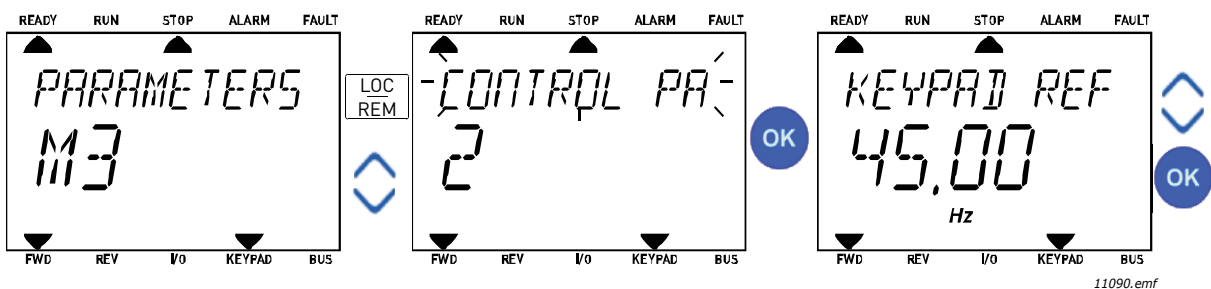 READY RUN STOP ALARM FAULT
PARAMETERS
M3
FWD REV I/O KEYPAD BUS
LOC
REM
READY RUN STOP ALARM FAULT
CONTROL PA
2
FWD REV I/O KEYPAD BUS
OK
READY RUN STOP ALARM FAULT
KEYPAD REF
45.00
Hz
FWD REV I/O KEYPAD BUS
OK
11090.emf